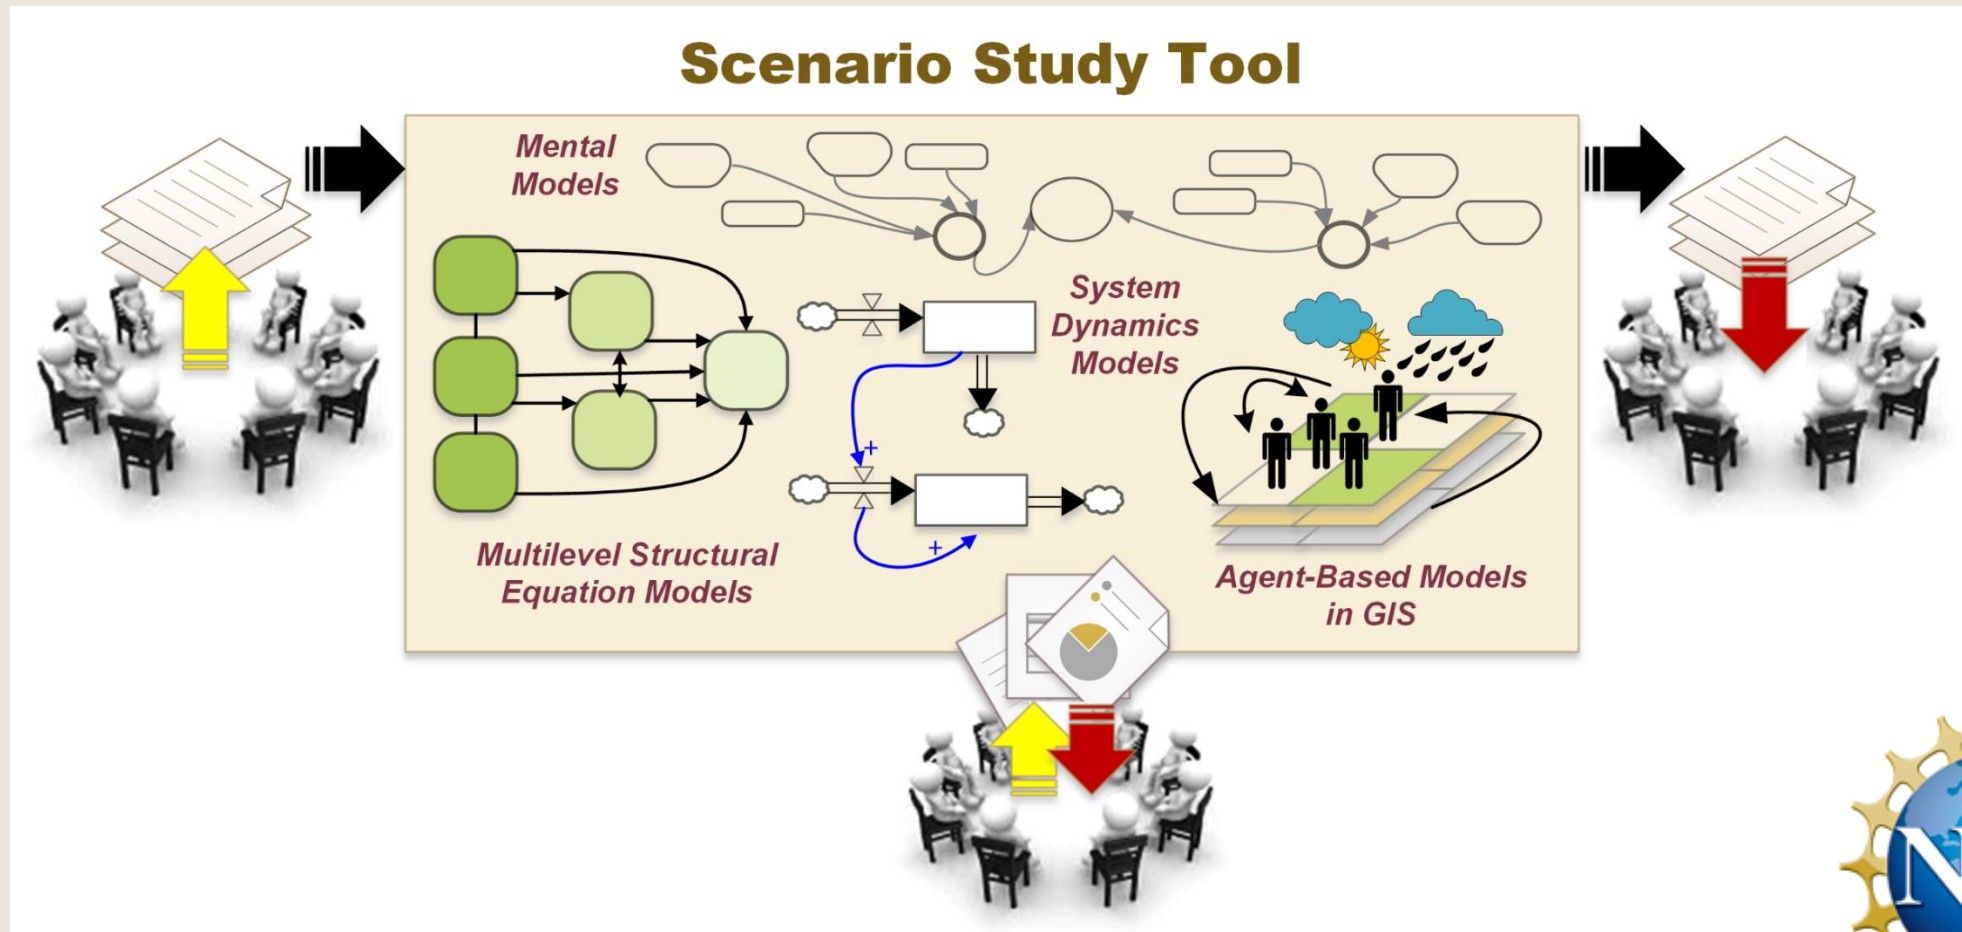 Scenario Study Tool
Mental
Models
System
Dynamics
Models
+
+
Multilevel Structural
Equation Models
Agent-Based Models
in GIS
N